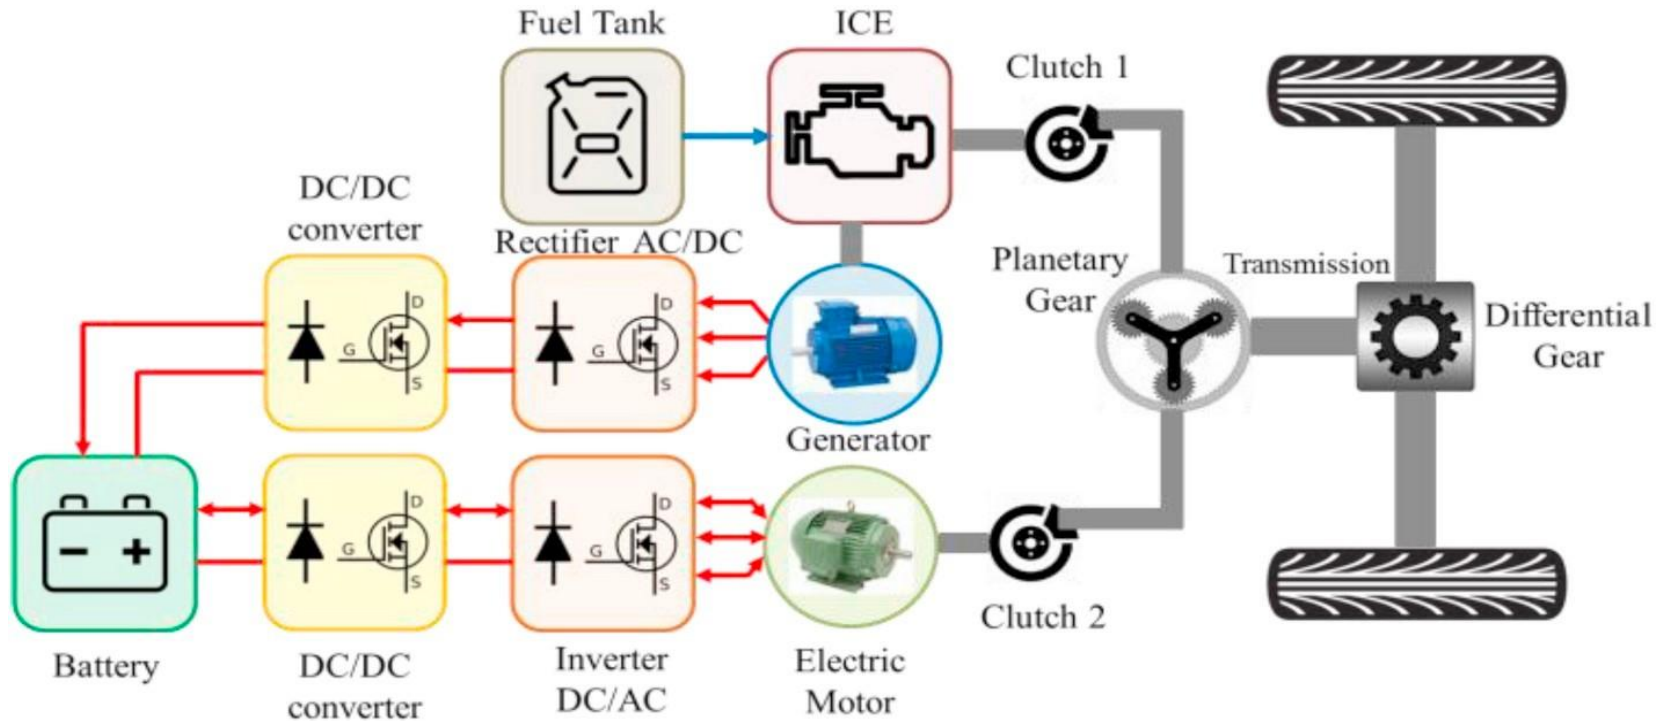 Fuel Tank
ICE
Clutch 1
DC/DC
converter
Rectifier AC/DC
Planetary
Gear
Transmission
Differential
Gear
D
G
S
D
G
S
Generator
D
G
S
D
G
S
Battery
DC/DC
converter
Inverter
DC/AC
Electric
Motor
Clutch 2